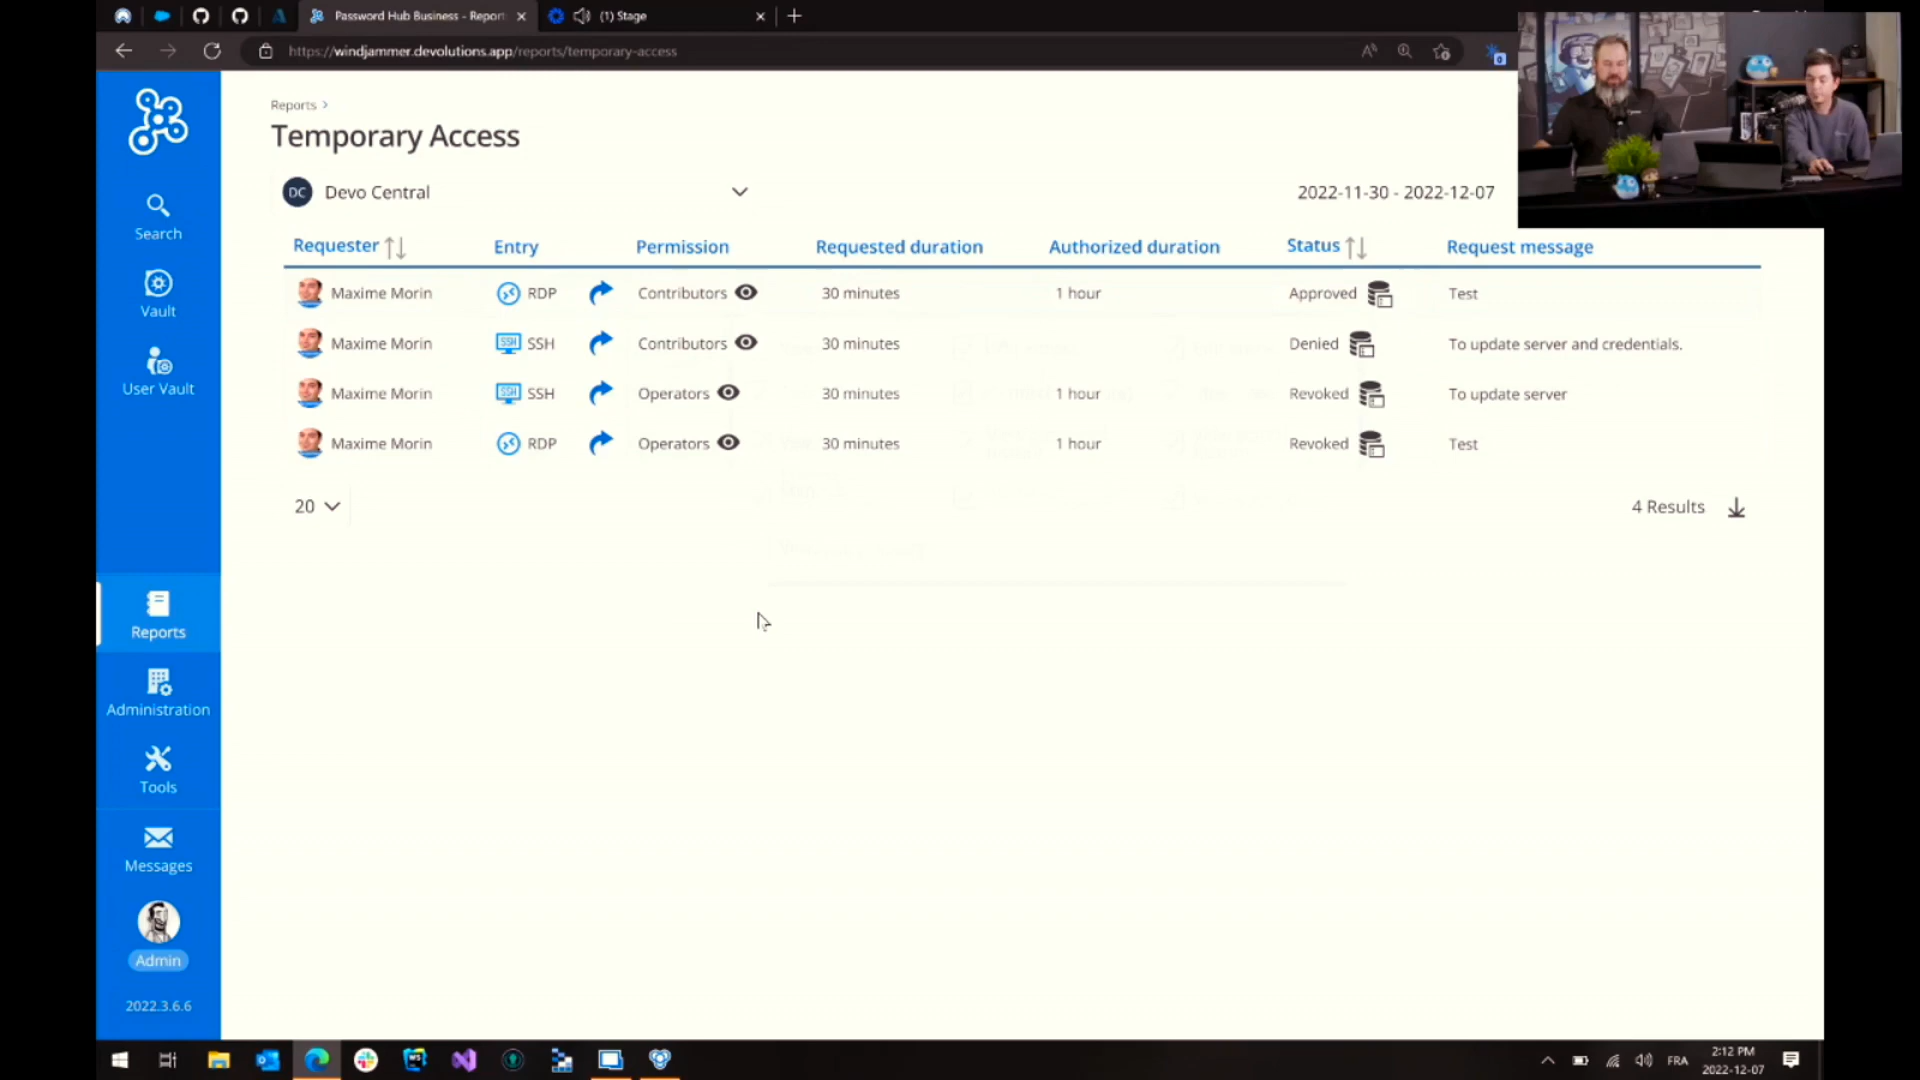 Password Hub Business - Report
(1) Stage
https://windjammer.devolutions.app/reports/temporary-access
Reports >
Temporary Access
DC Devo Central
2022-11-30 - 2022-12-07
Requester Entry Permission Requested duration Authorized duration Status Request message
Maxime Morin RDP Contributors 30 minutes 1 hour Approved Test
Maxime Morin SSH SSH Contributors 30 minutes Denied To update server and credentials.
Maxime Morin SSH SSH Operators 30 minutes 1 hour Revoked To update server
Maxime Morin RDP Operators 30 minutes 1 hour Revoked Test
20
4 Results
Search
Vault
User Vault
Reports
Administration
Tools
Messages
Admin
2022.3.6.6
FRA
2:12 PM
2022-12-07